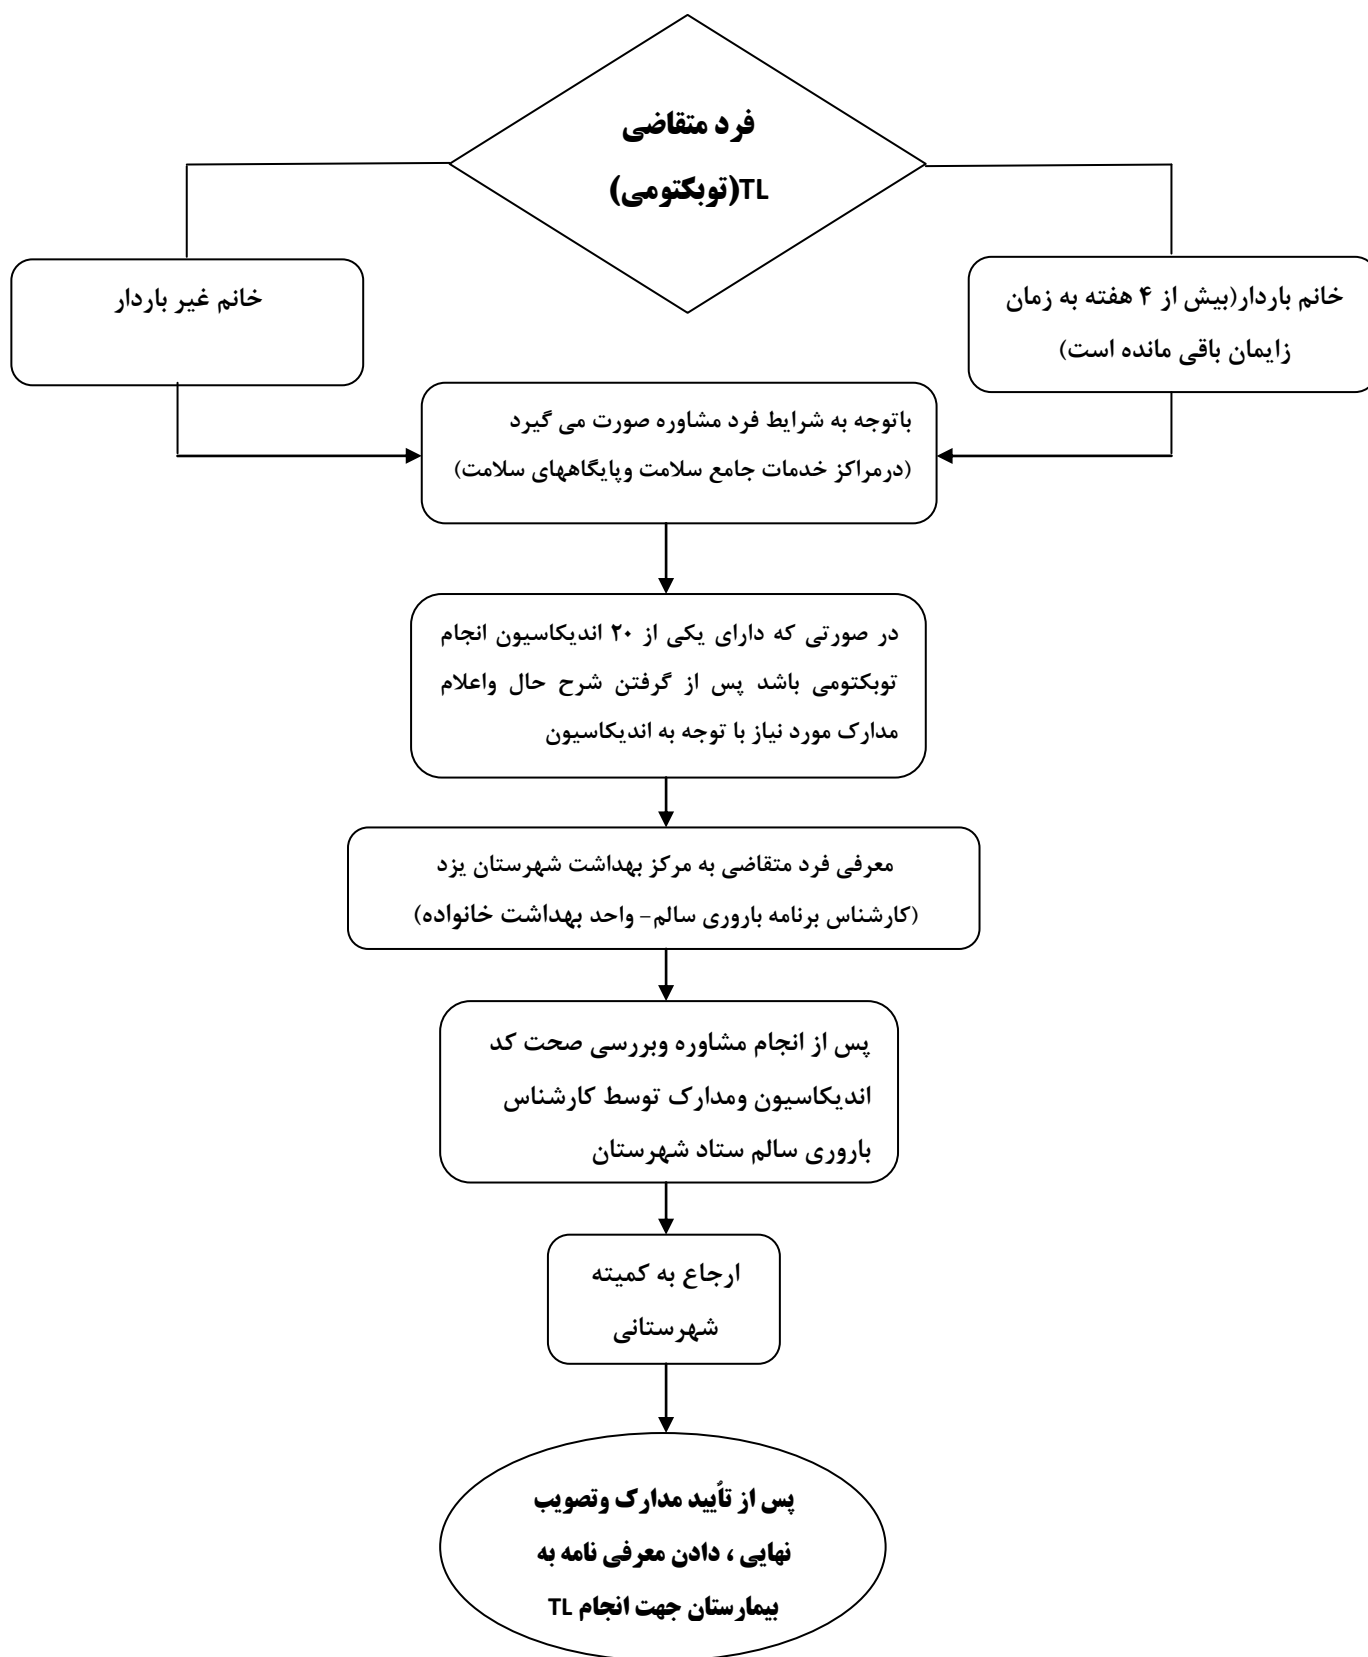 فرد متقاضی
TL(توبکتومی)
خانم باردار(بیش از ۴ هفته به زمان
زایمان باقی مانده است)
خانم غیر باردار
باتوجه به شرایط فرد مشاوره صورت می گیرد
(درمراکز خدمات جامع سلامت وپایگاههای سلامت)
در صورتی که دارای یکی از ۲۰ اندیکاسیون انجام
توبکتومی باشد پس از گرفتن شرح حال واعلام
مدارک مورد نیاز با توجه به اندیکاسیون
معرفی فرد متقاضی به مرکز بهداشت شهرستان یزد
(کارشناس برنامه باروری سالم- واحد بهداشت خانواده)
پس از انجام مشاوره وبررسی صحت کد
اندیکاسیون ومدارک توسط کارشناس
باروری سالم ستاد شهرستان
ارجاع به کمیته
شهرستانی
پس از تأیید مدارک وتصویب
نهایی ، دادن معرفی نامه به
بیمارستان جهت انجام TL